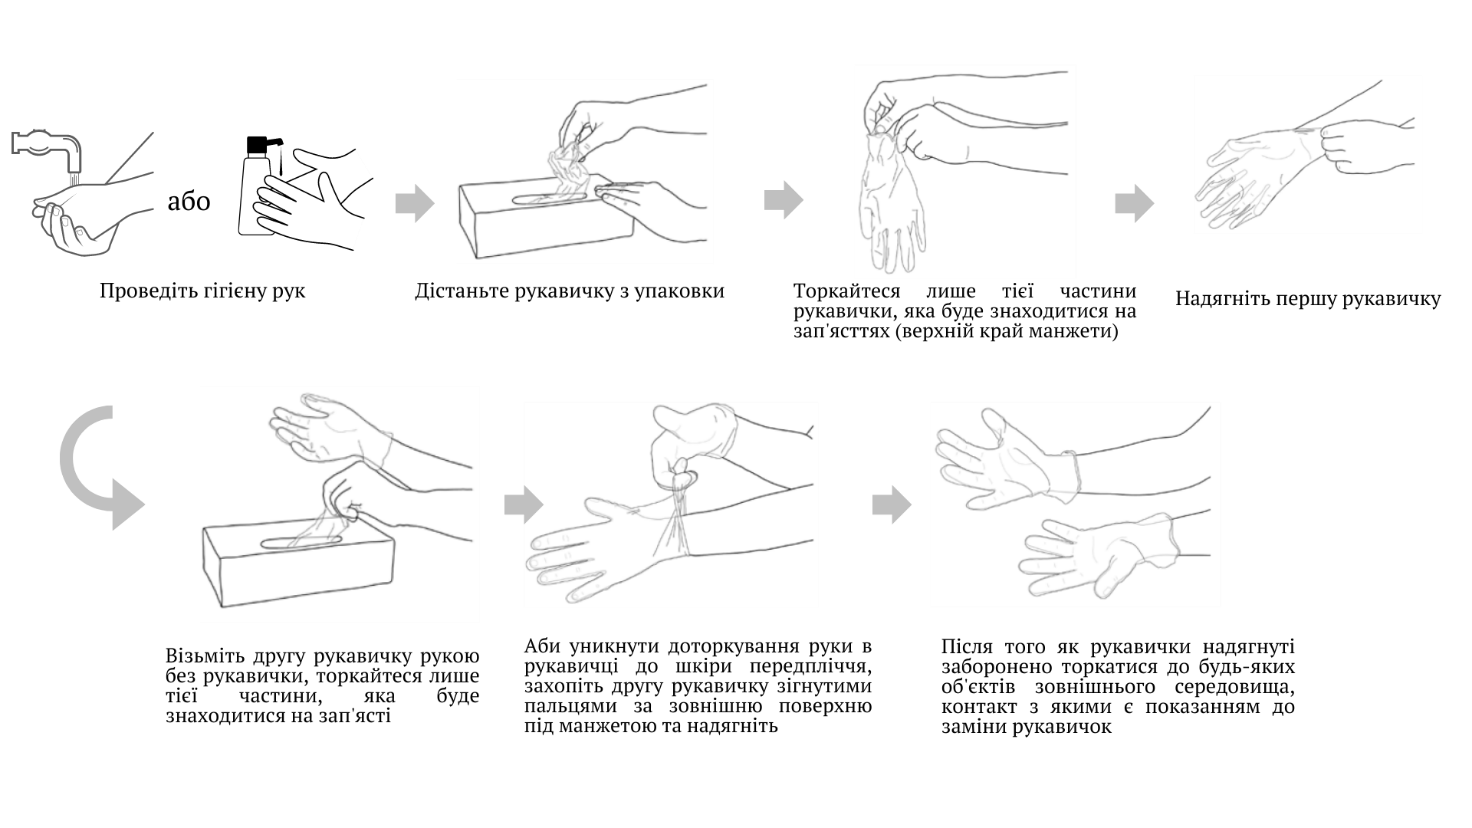 або
Проведіть гігієну рук
Дістаньте рукавичку з упаковки
Торкайтеся лише тієї частини
рукавички, яка буде знаходитися на
зап'ясттях (верхній край манжети)
Надягніть першу рукавичку
Візьміть другу рукавичку рукою
без рукавички, торкайтеся лише
тієї частини, яка буде
знаходитися на зап'ясті
Аби уникнути доторкування руки в
рукавичці до шкіри передпліччя,
захопіть другу рукавичку зігнутими
пальцями за зовнішню поверхню
під манжетою та надягніть
Після того як рукавички надягнуті
заборонено торкатися до будь-яких
об'єктів зовнішнього середовища,
контакт з якими є показанням до
заміни рукавичок